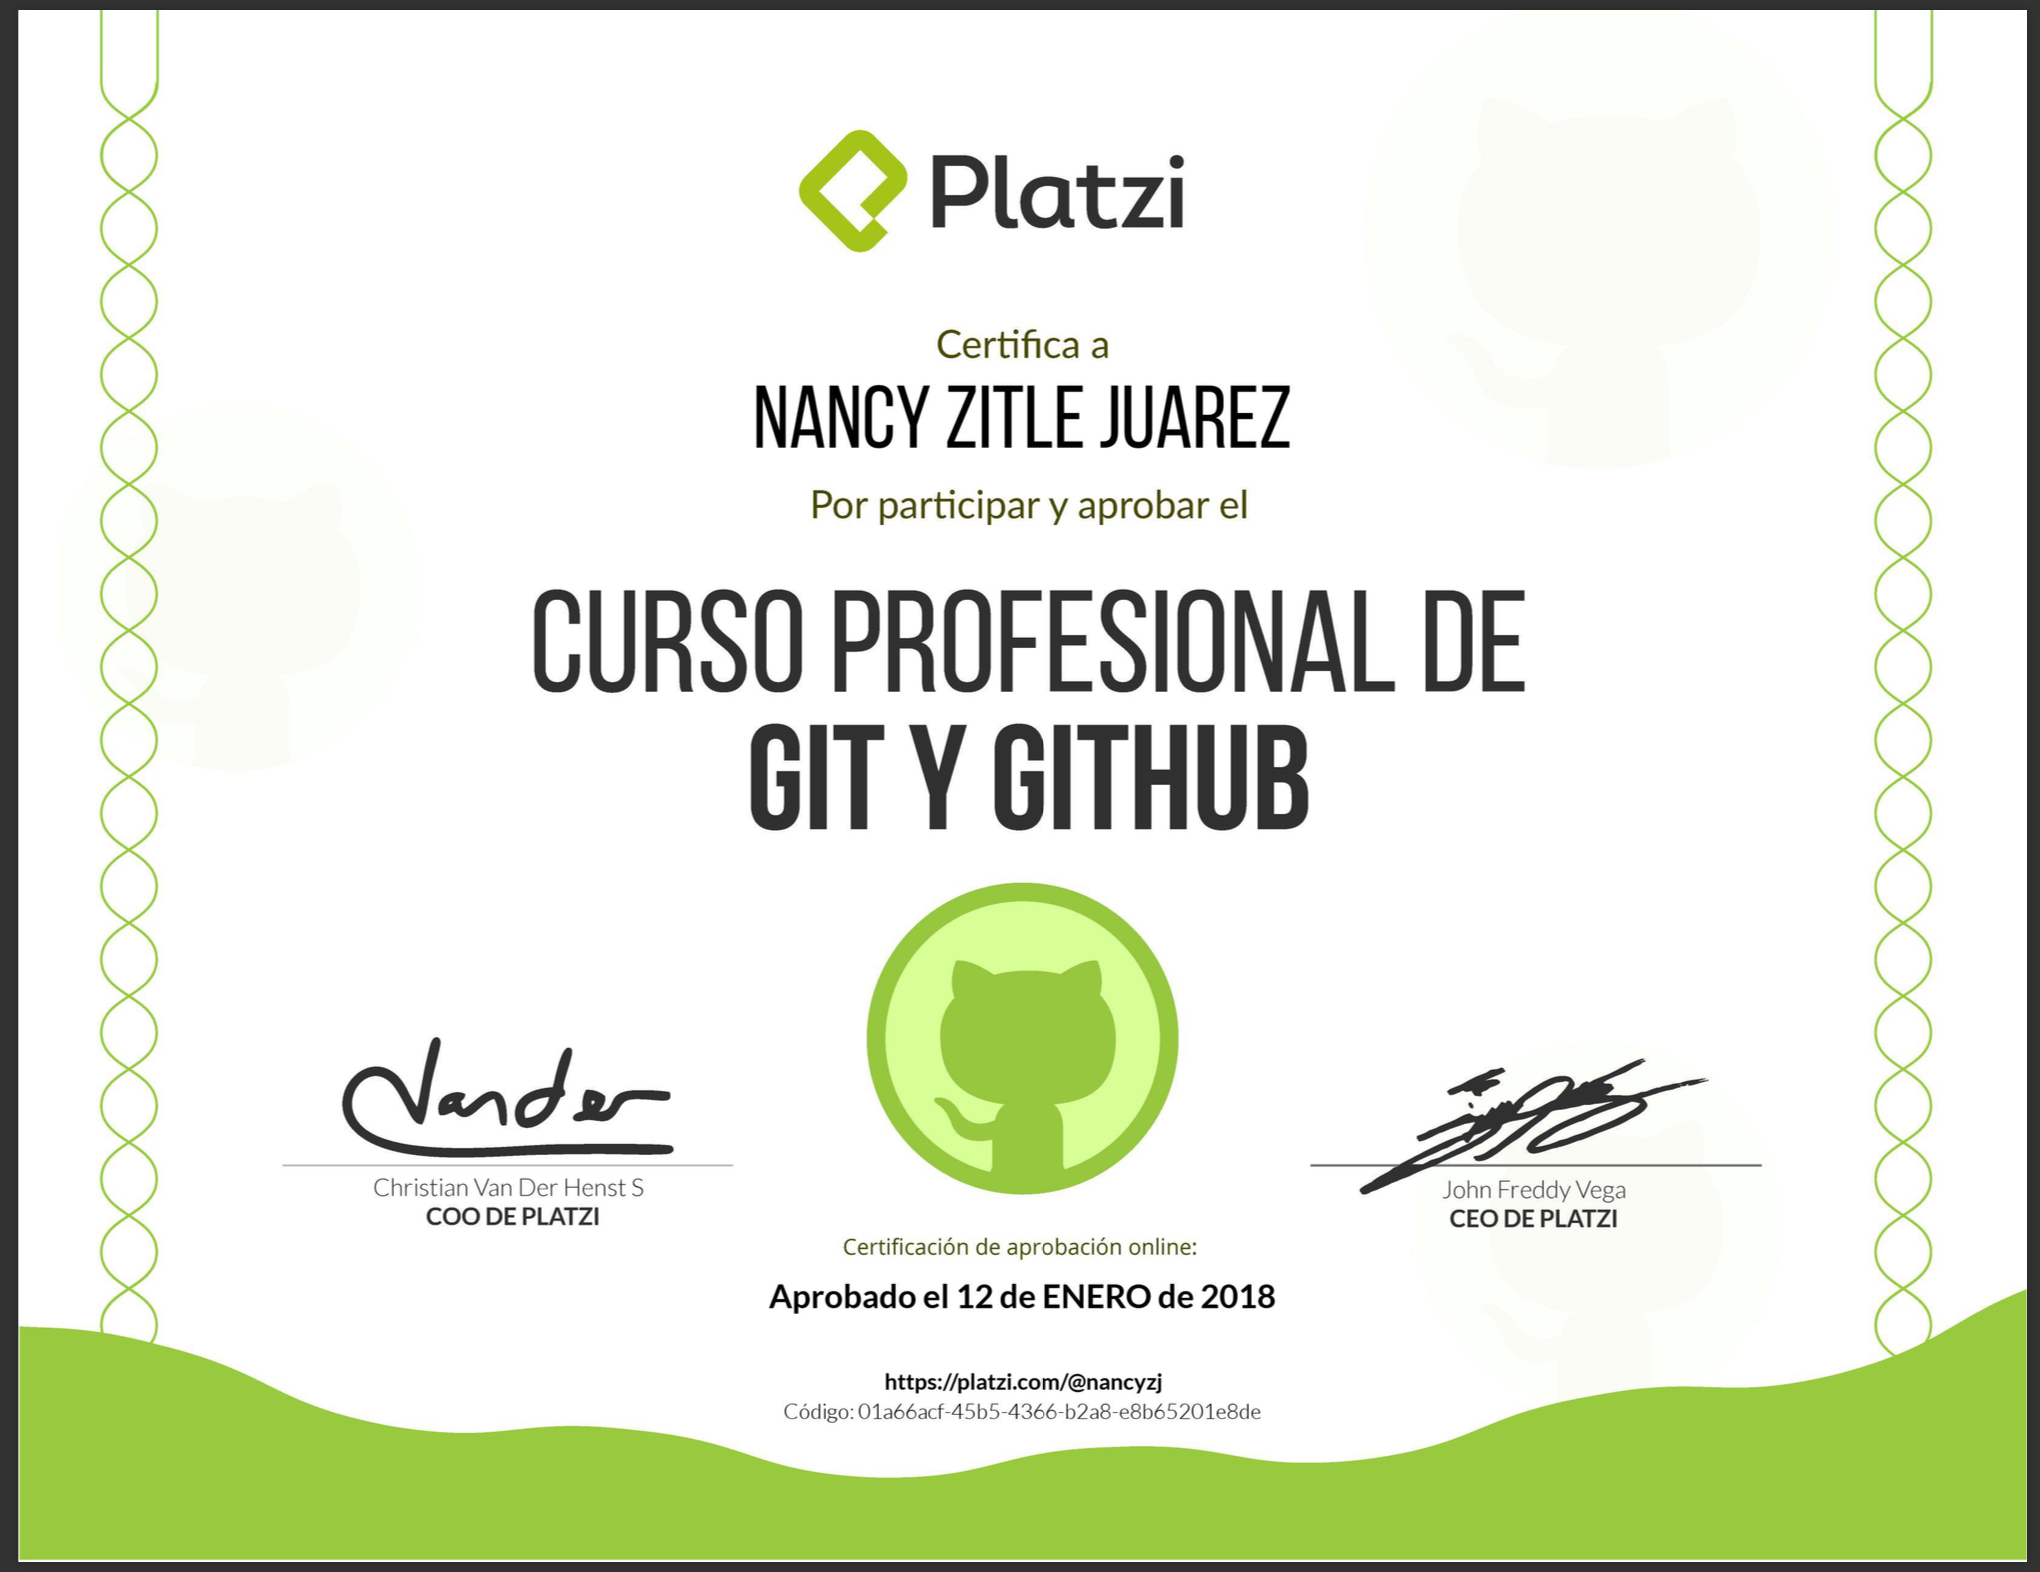 Platzi
Certifica a
NANCY ZITLE JUAREZ
Por participar y aprobar el
CURSO PROFESIONAL DE
GIT Y GITHUB
Vander
Christian Van Der Henst S
COO DE PLATZI
John Freddy Vega
CEO DE PLATZI
Certificación de aprobación online:
Aprobado el 12 de ENERO de 2018
https://platzi.com/@nancyzj
Código: 01a66acf-45b5-4366-b2a8-e8b65201e8de